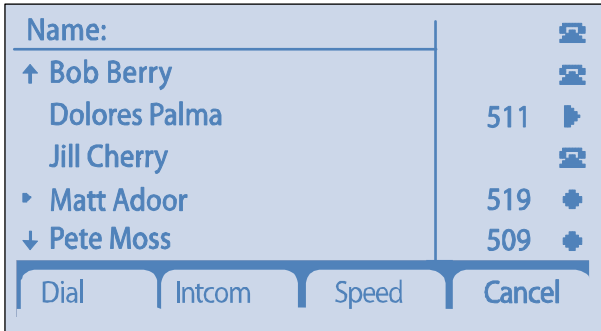 Name:
Bob Berry
Dolores Palma 511
Jill Cherry
Matt Adoor 519
Pete Moss 509
Dial Intcom Speed Cancel